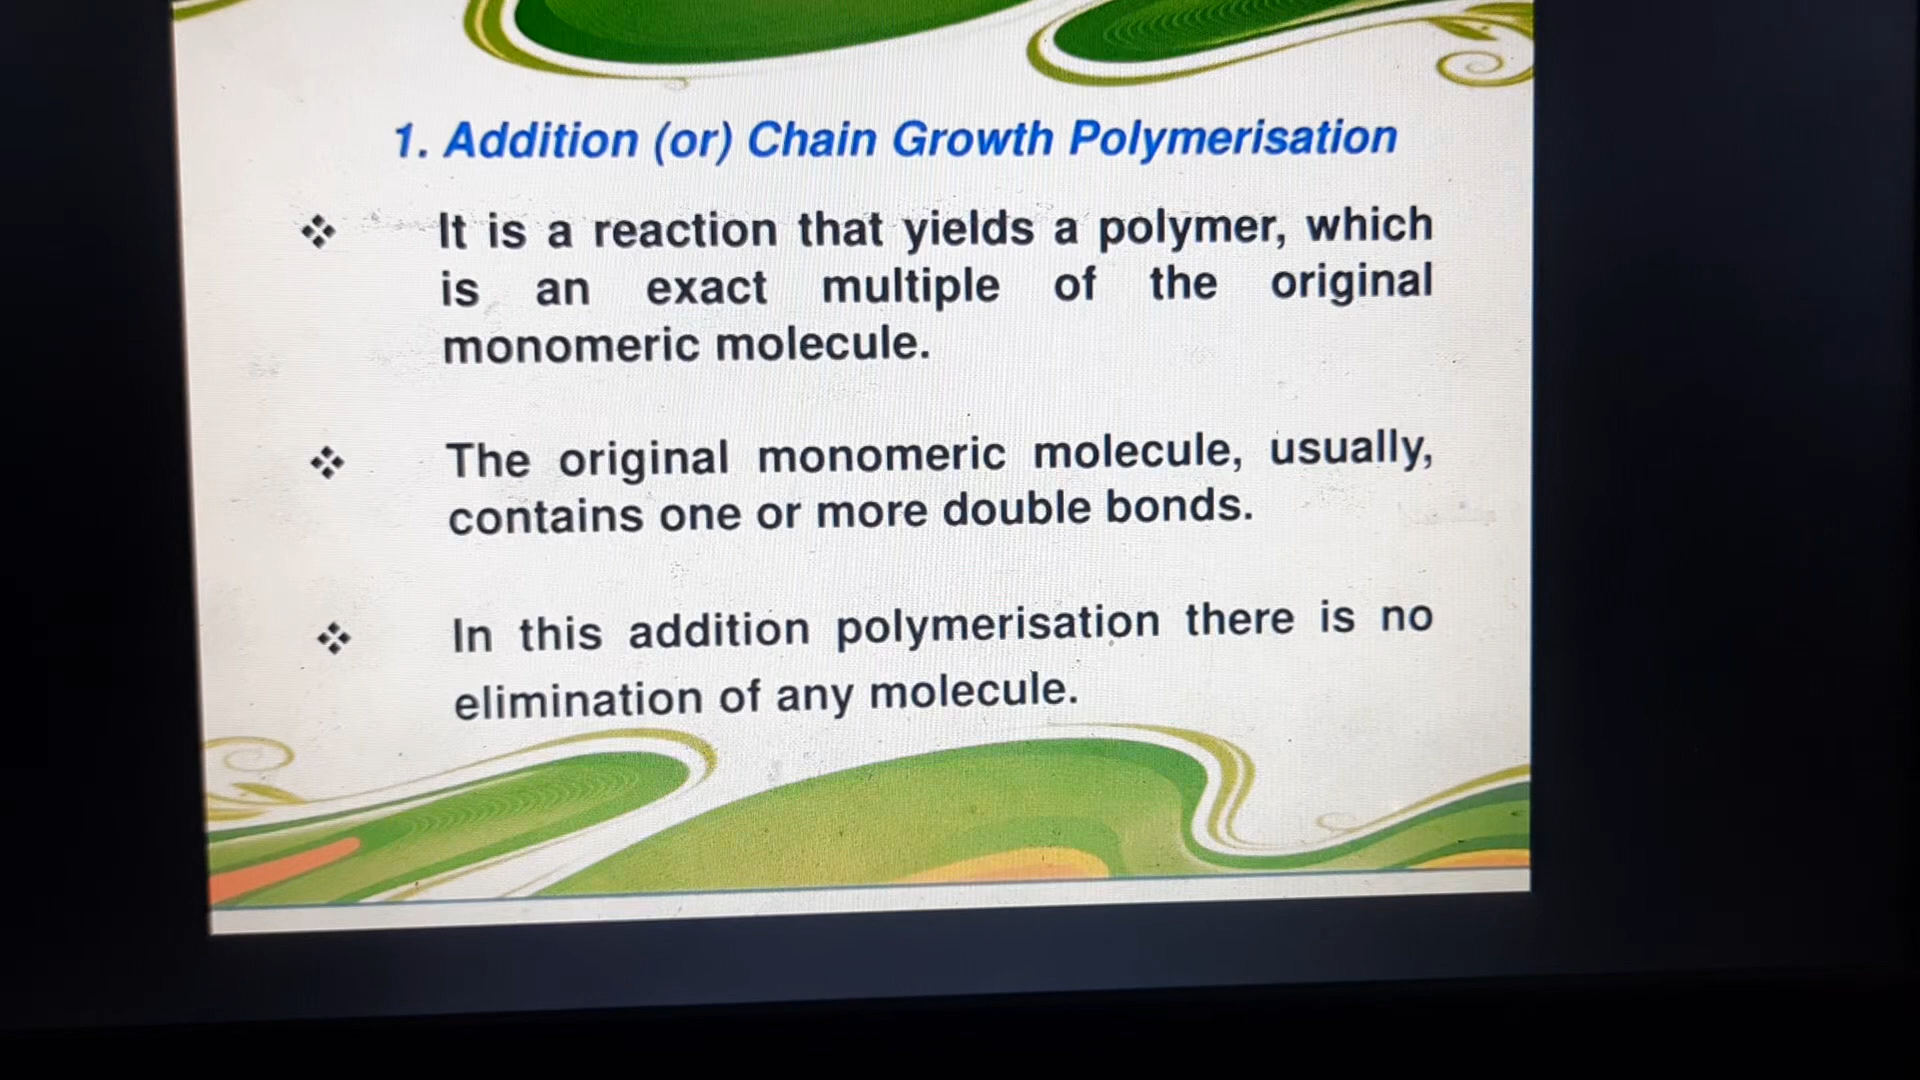 1. Addition (or) Chain Growth Polymerisation
❖ It is a reaction that yields a polymer, which
is an exact multiple of the original
monomeric molecule.
❖ The original monomeric molecule, usually,
contains one or more double bonds.
❖ In this addition polymerisation there is no
elimination of any molecule.